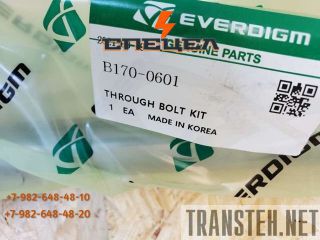 EVERDIGM
СПЕЦСЛ
PARTS
B170-0601
THROUGH BOLT KIT
1 EA MADE IN KOREA
+7-982-648-48-10
+7-982-648-48-20
TRANSTEH.NET